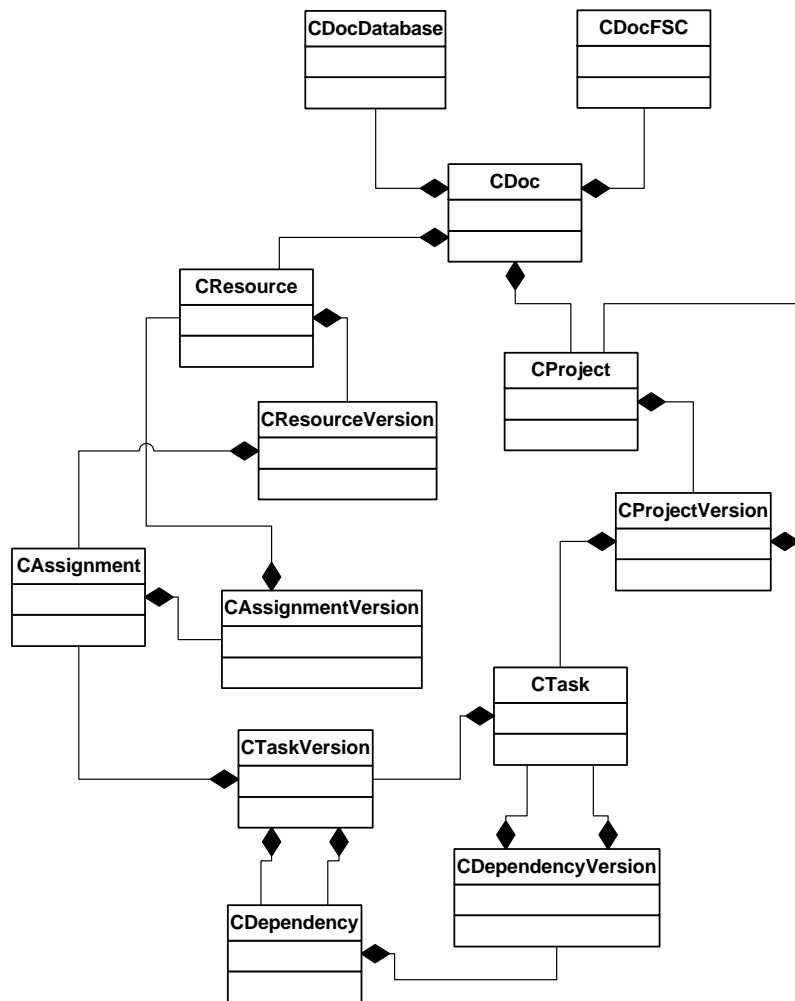 CDocDatabase
CDocFSC
CDoc
CResource
CProject
CResourceVersion
CProjectVersion
CAssignment
CAssignmentVersion
CTask
CTaskVersion
CDependencyVersion
CDependency